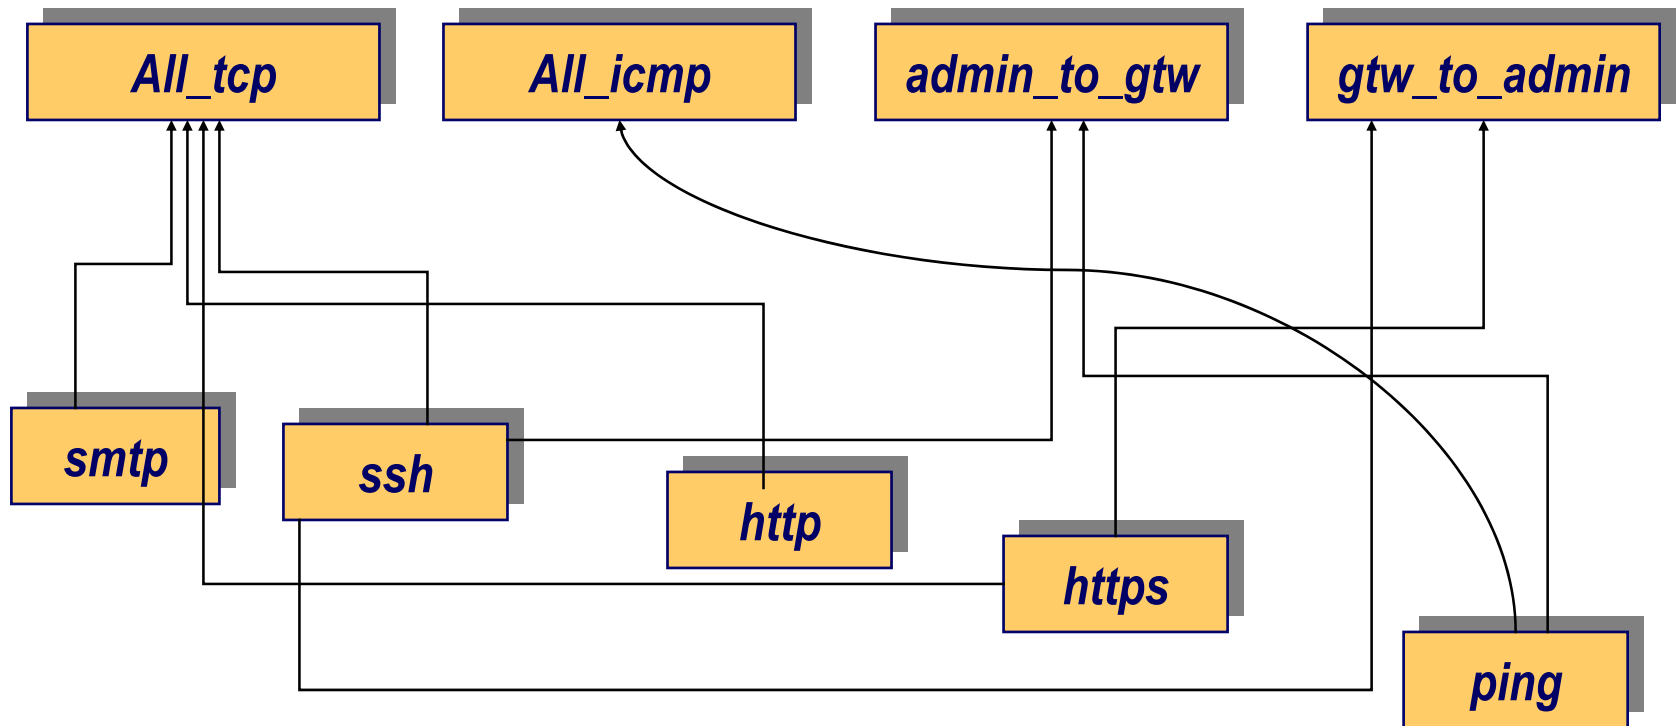 All_tcp
All_icmp
admin_to_gtw
gtw_to_admin
smtp
ssh
http
https
ping